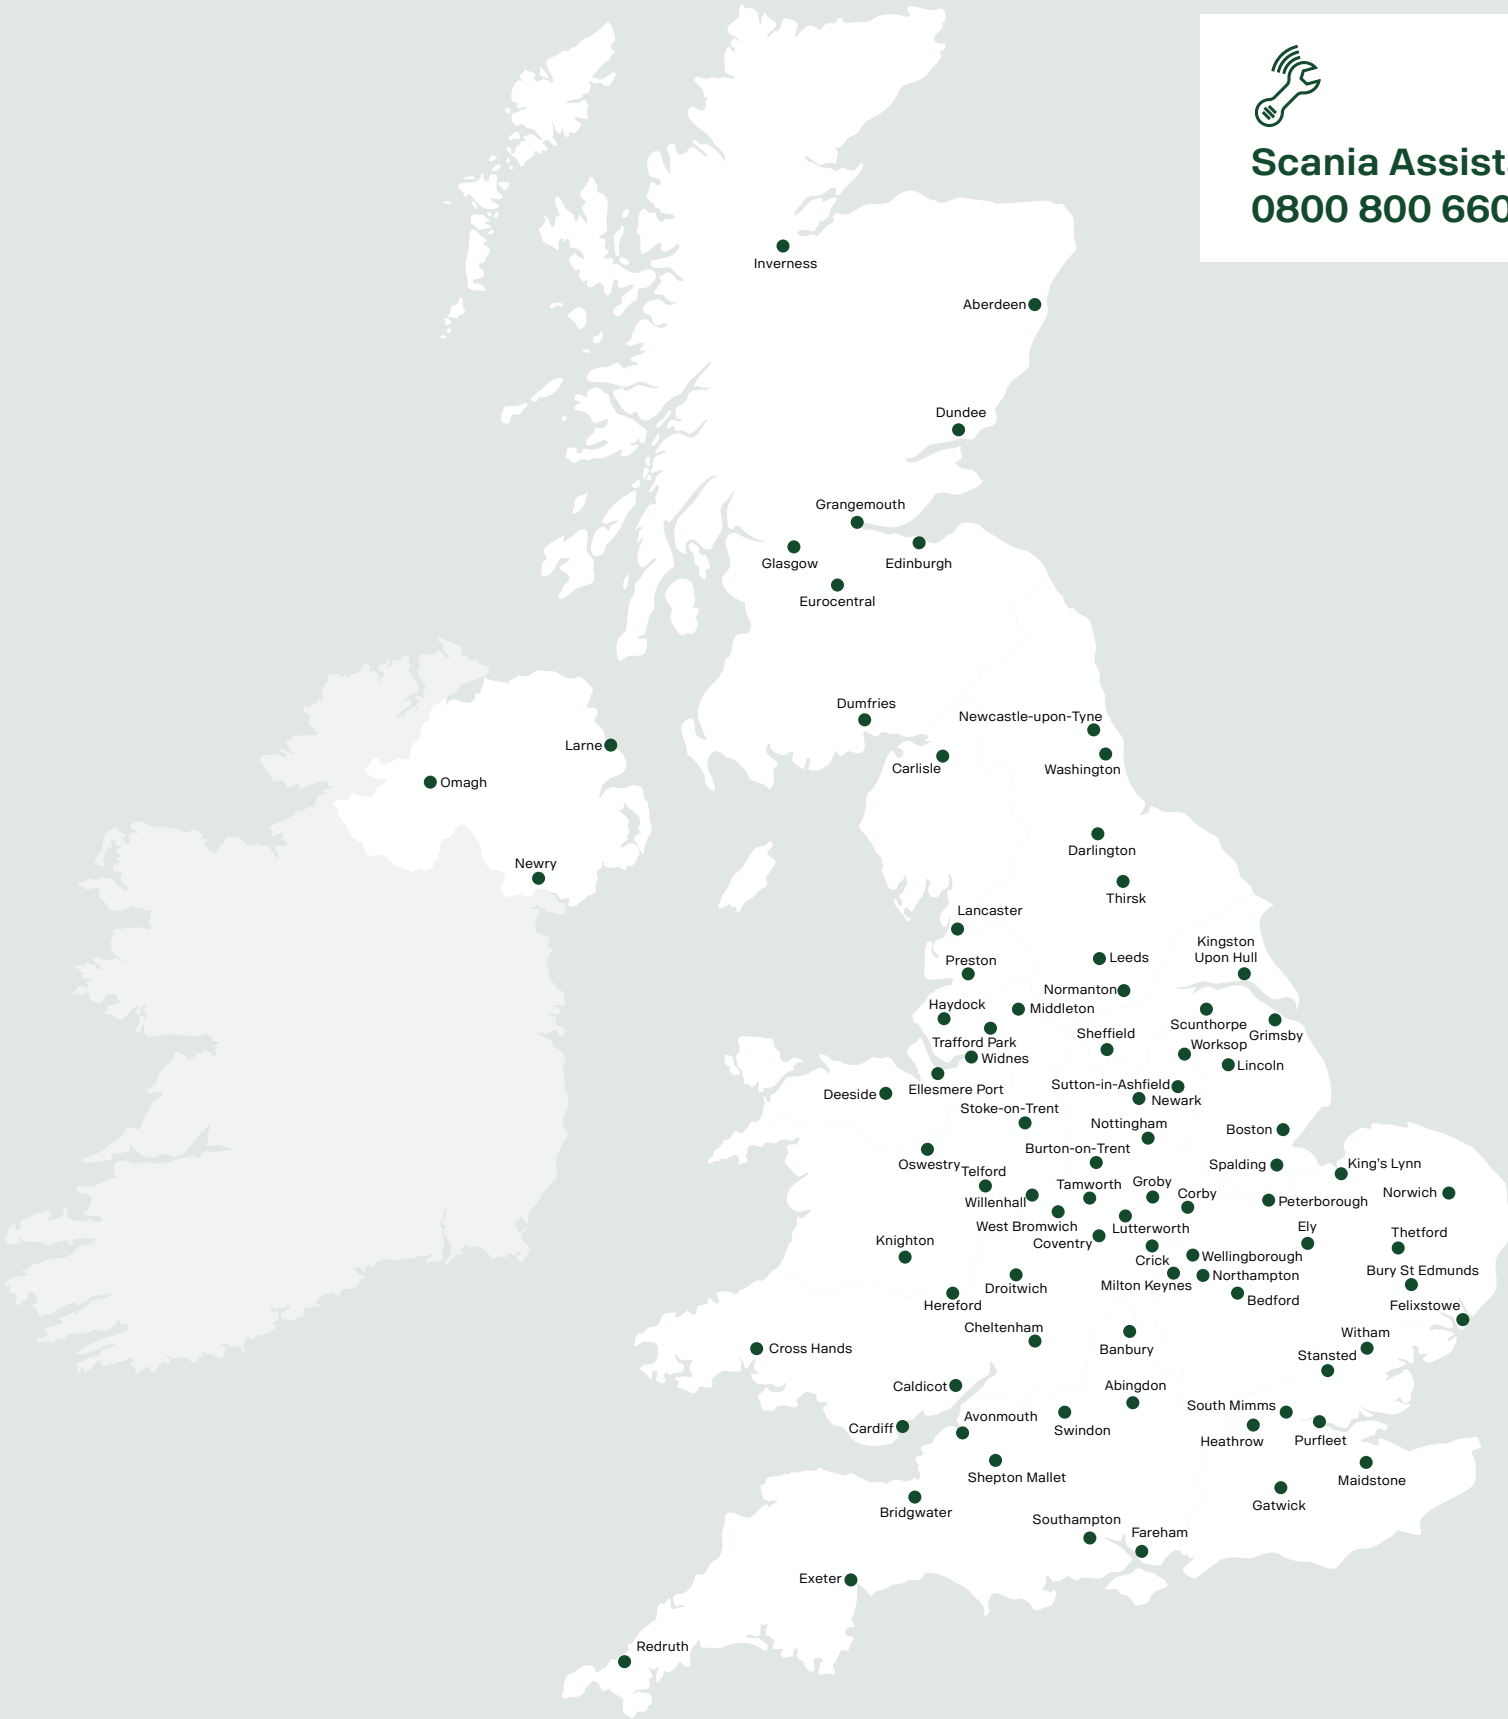 Scania Assist
0800 800 660
Inverness
Aberdeen
Dundee
Grangemouth
Glasgow
Edinburgh
Eurocentral
Dumfries
Newcastle-upon-Tyne
Larne
Carlisle
Washington
Omagh
Darlington
Newry
Thirsk
Lancaster
Kingston
Upon Hull
Leeds
Preston
Normanton
Haydock
Middleton
Scunthorpe
Grimsby
Sheffield
Trafford Park
Worksop
Widnes
Lincoln
Sutton-in-Ashfield
Ellesmere Port
Deeside
Newark
Stoke-on-Trent
Nottingham
Boston
Burton-on-Trent
Oswestry
Spalding
King's Lynn
Telford
Tamworth
Groby
Corby
Norwich
Willenhall
Peterborough
West Bromwich
Lutterworth
Ely
Thetford
Knighton
Coventry
Wellingborough
Crick
Bury St Edmunds
Northampton
Milton Keynes
Droitwich
Bedford
Hereford
Felixstowe
Cheltenham
Witham
Cross Hands
Banbury
Stansted
Caldicot
Abingdon
South Mimms
Avonmouth
Cardiff
Swindon
Heathrow
Purfleet
Shepton Mallet
Maidstone
Gatwick
Bridgwater
Southampton
Fareham
Exeter
Redruth